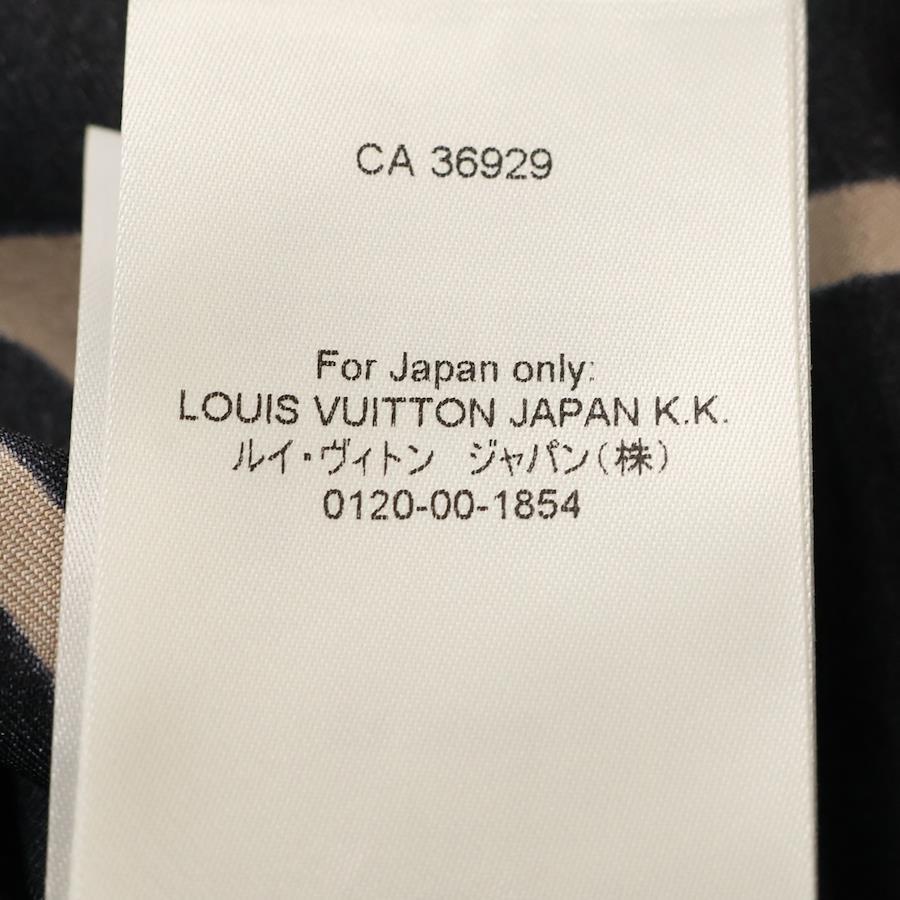 CA 36929
For Japan only:
LOUIS VUITTON JAPAN K.K.
ルイ・ヴィトン　ジャパン(株)
0120-00-1854